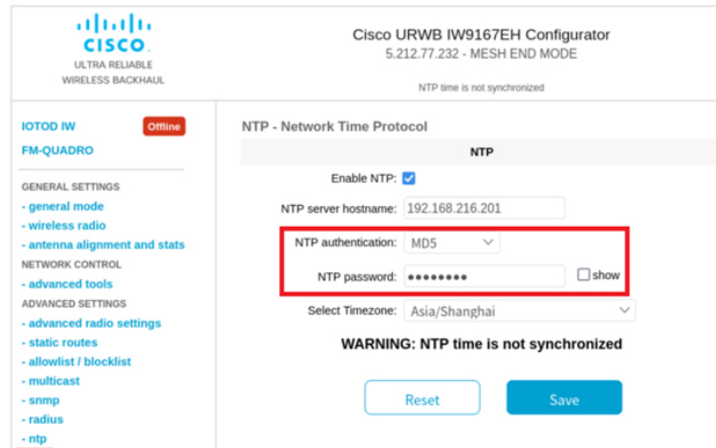 CISCO
ULTRA RELIABLE
WIRELESS BACKHAUL
Cisco URWB IW9167EH Configurator
5.212.77.232 - MESH END MODE
NTP time is not synchronized
IOTOD IW
Offline
FM-QUADRO
GENERAL SETTINGS
- general mode
- wireless radio
- antenna alignment and stats
NETWORK CONTROL
- advanced tools
ADVANCED SETTINGS
- advanced radio settings
- static routes
- allowlist / blocklist
- multicast
- snmp
- radius
- ntp
NTP - Network Time Protocol
NTP
Enable NTP:
NTP server hostname: 192.168.216.201
NTP authentication: MD5
NTP password: ●●●●●●●● show
Select Timezone: Asia/Shanghai
WARNING: NTP time is not synchronized
Reset Save